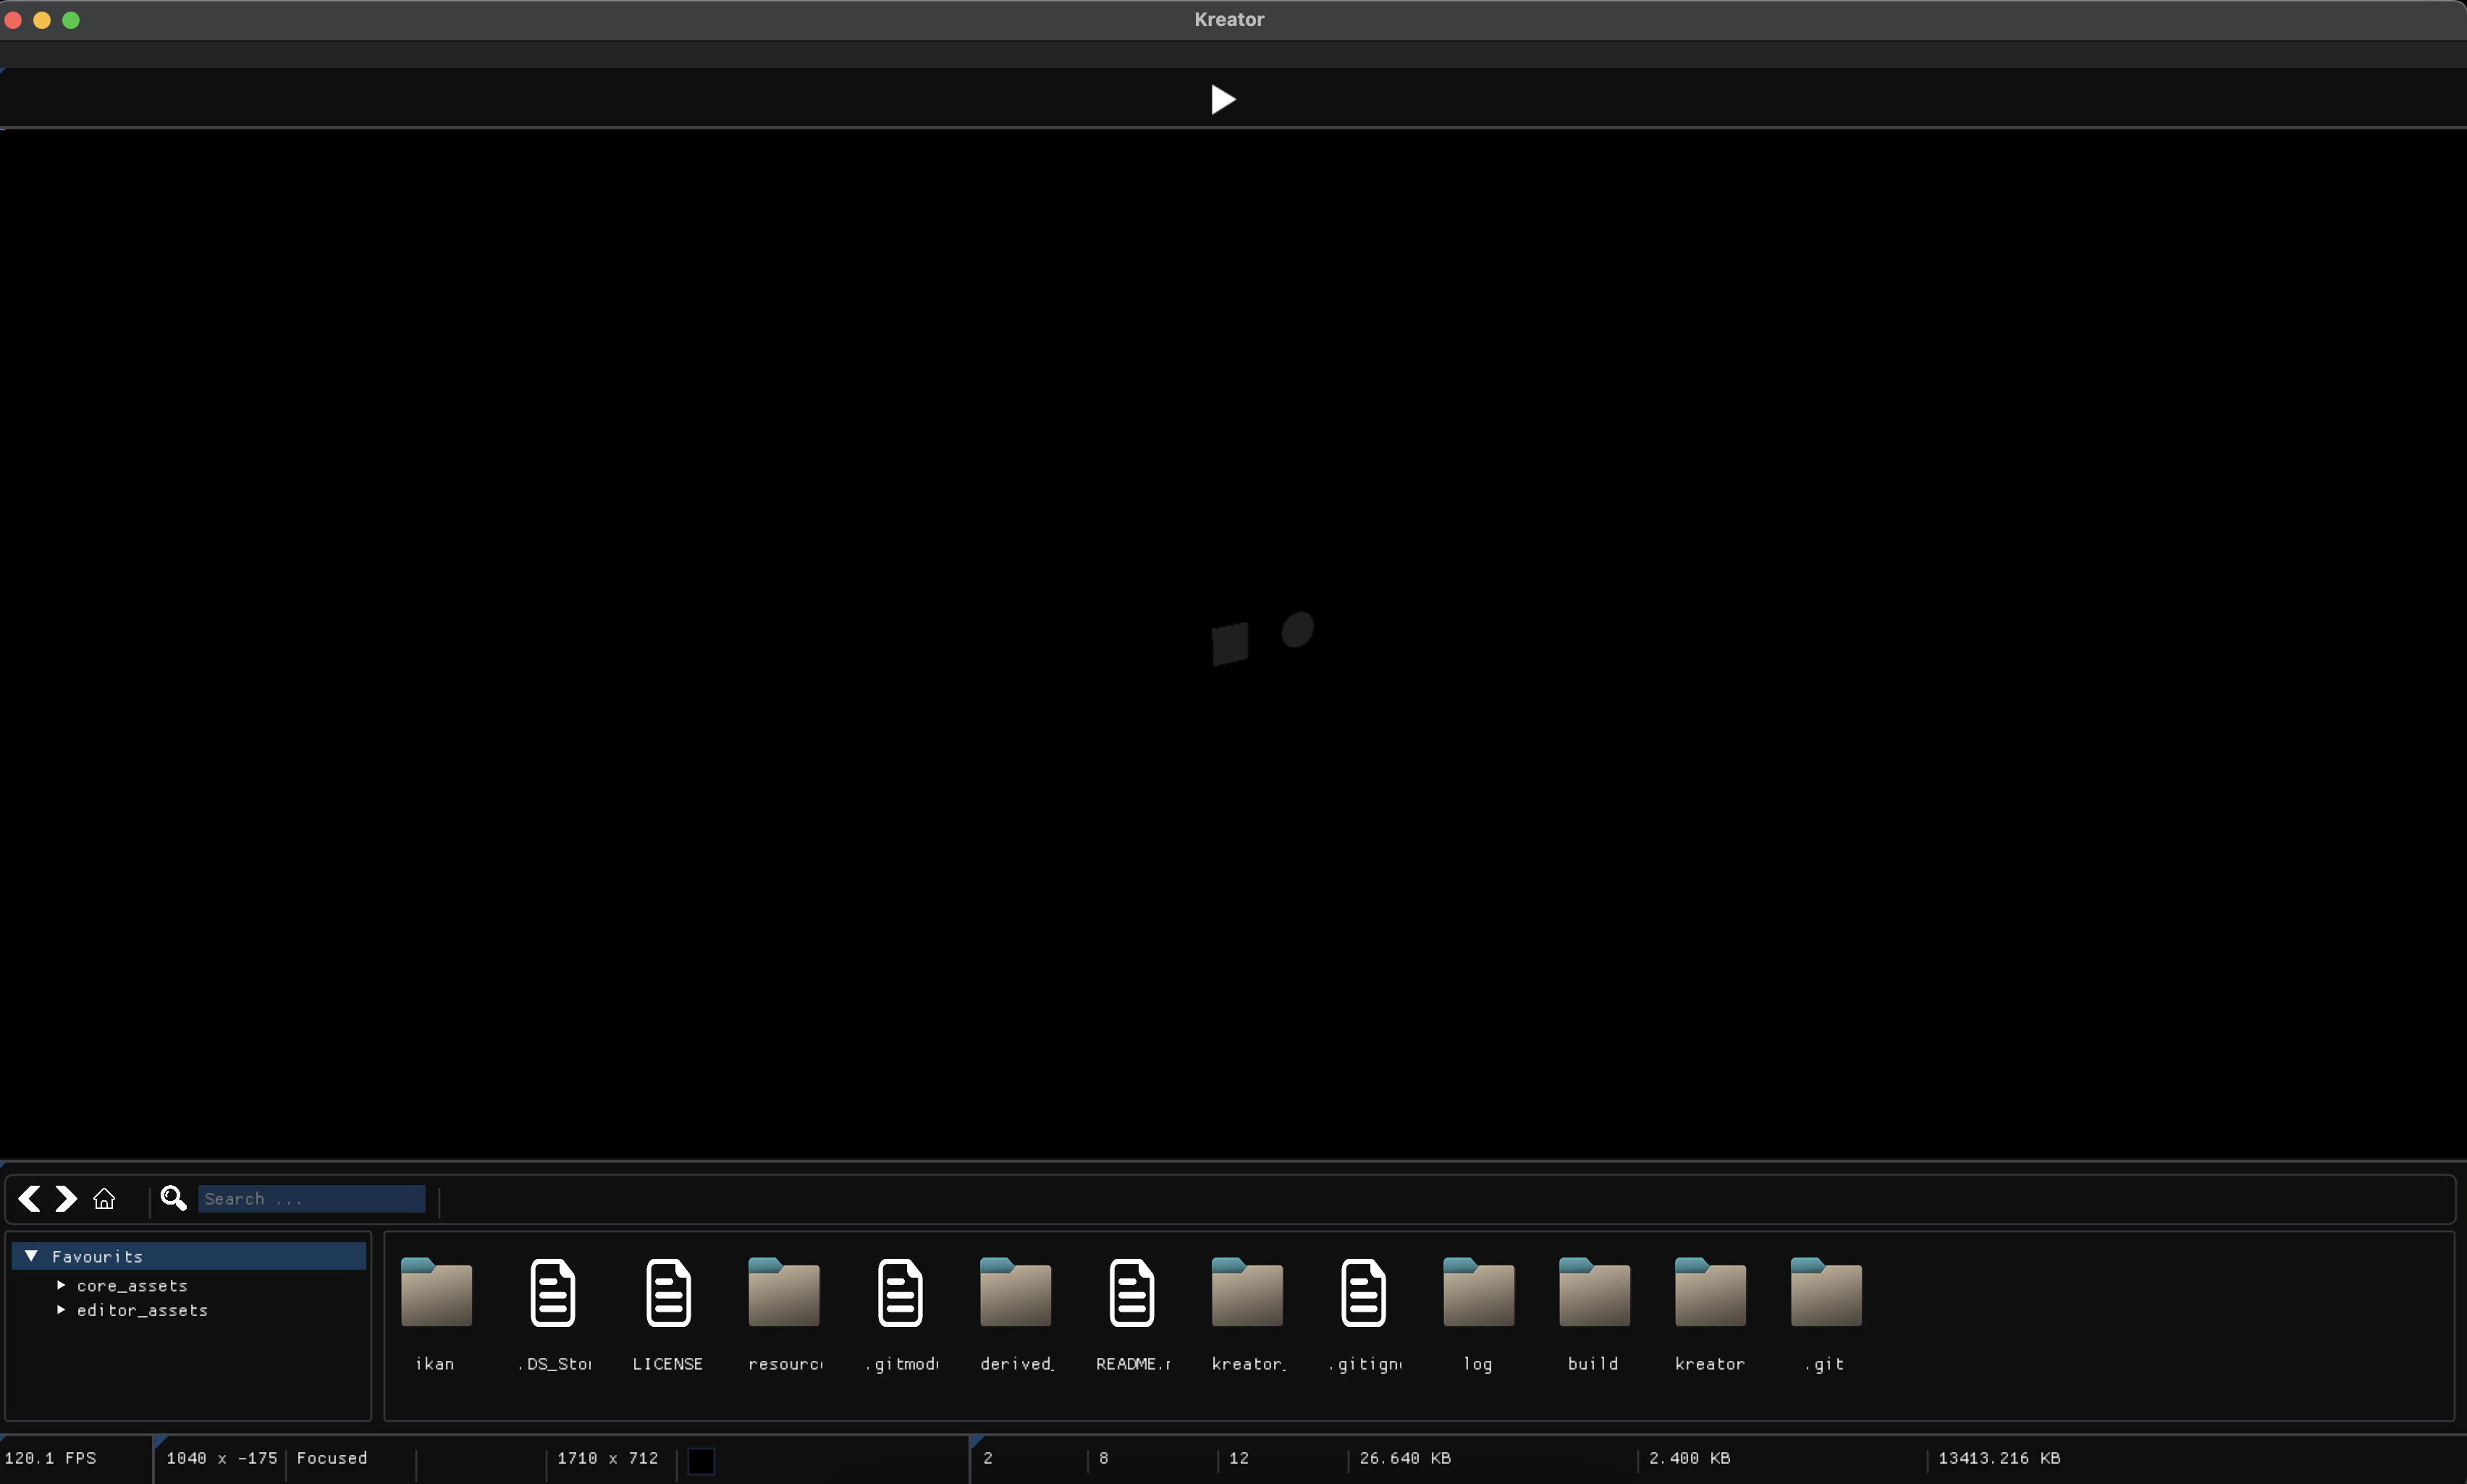 Kreator
Search ...
Favourits
core_assets
editor_assets
ikan .DS_Stor LICENSE resourc .gitmod derived_ README. kreator_ .gitign log build kreator .git
120.1 FPS 1040 x -175 Focused 1710 x 712 2 8 12 26.640 KB 2.400 KB 13413.216 KB